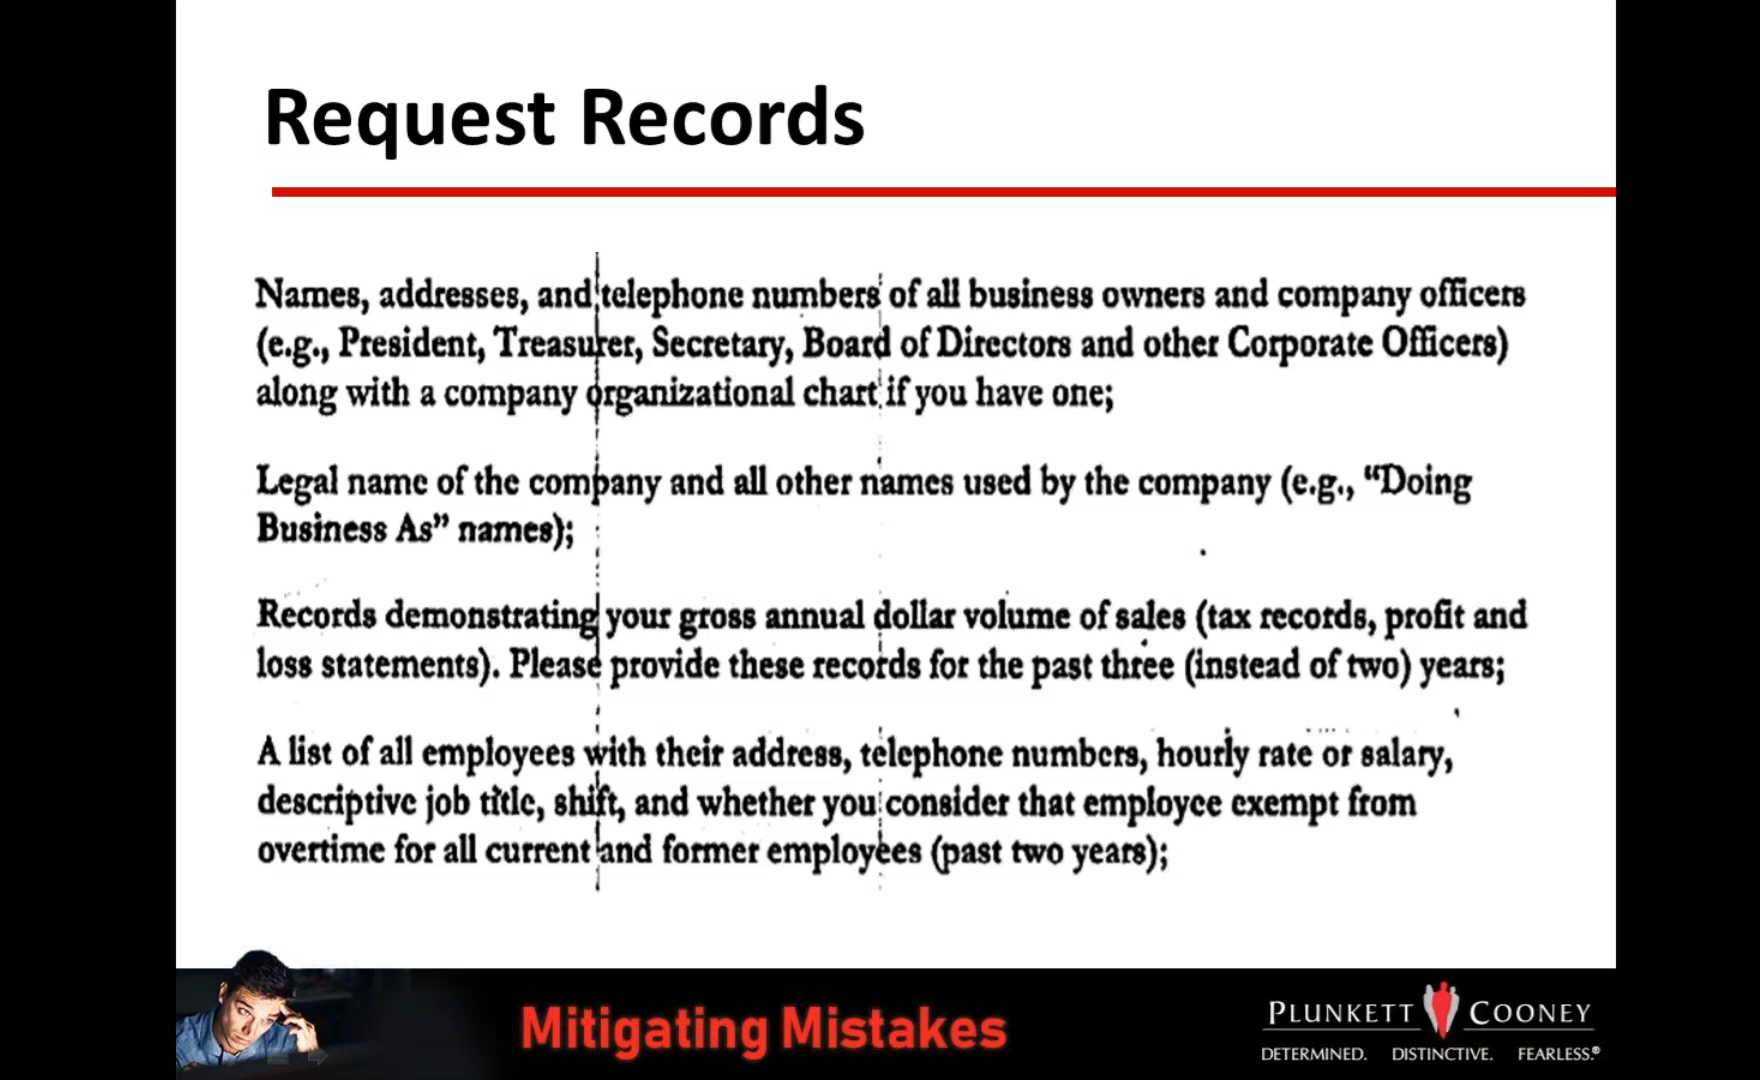 Request Records
Names, addresses, and telephone numbers of all business owners and company officers
(e.g., President, Treasurer, Secretary, Board of Directors and other Corporate Officers)
along with a company organizational chart if you have one;
Legal name of the company and all other names used by the company (e.g., “Doing
Business As” names);
Records demonstrating your gross annual dollar volume of sales (tax records, profit and
loss statements). Please provide these records for the past three (instead of two) years;
A list of all employees with their address, telephone numbers, hourly rate or salary,
descriptive job title, shift, and whether you consider that employee exempt from
overtime for all current and former employees (past two years);
Mitigating Mistakes
PLUNKETT COONEY
DETERMINED. DISTINCTIVE. FEARLESS.®